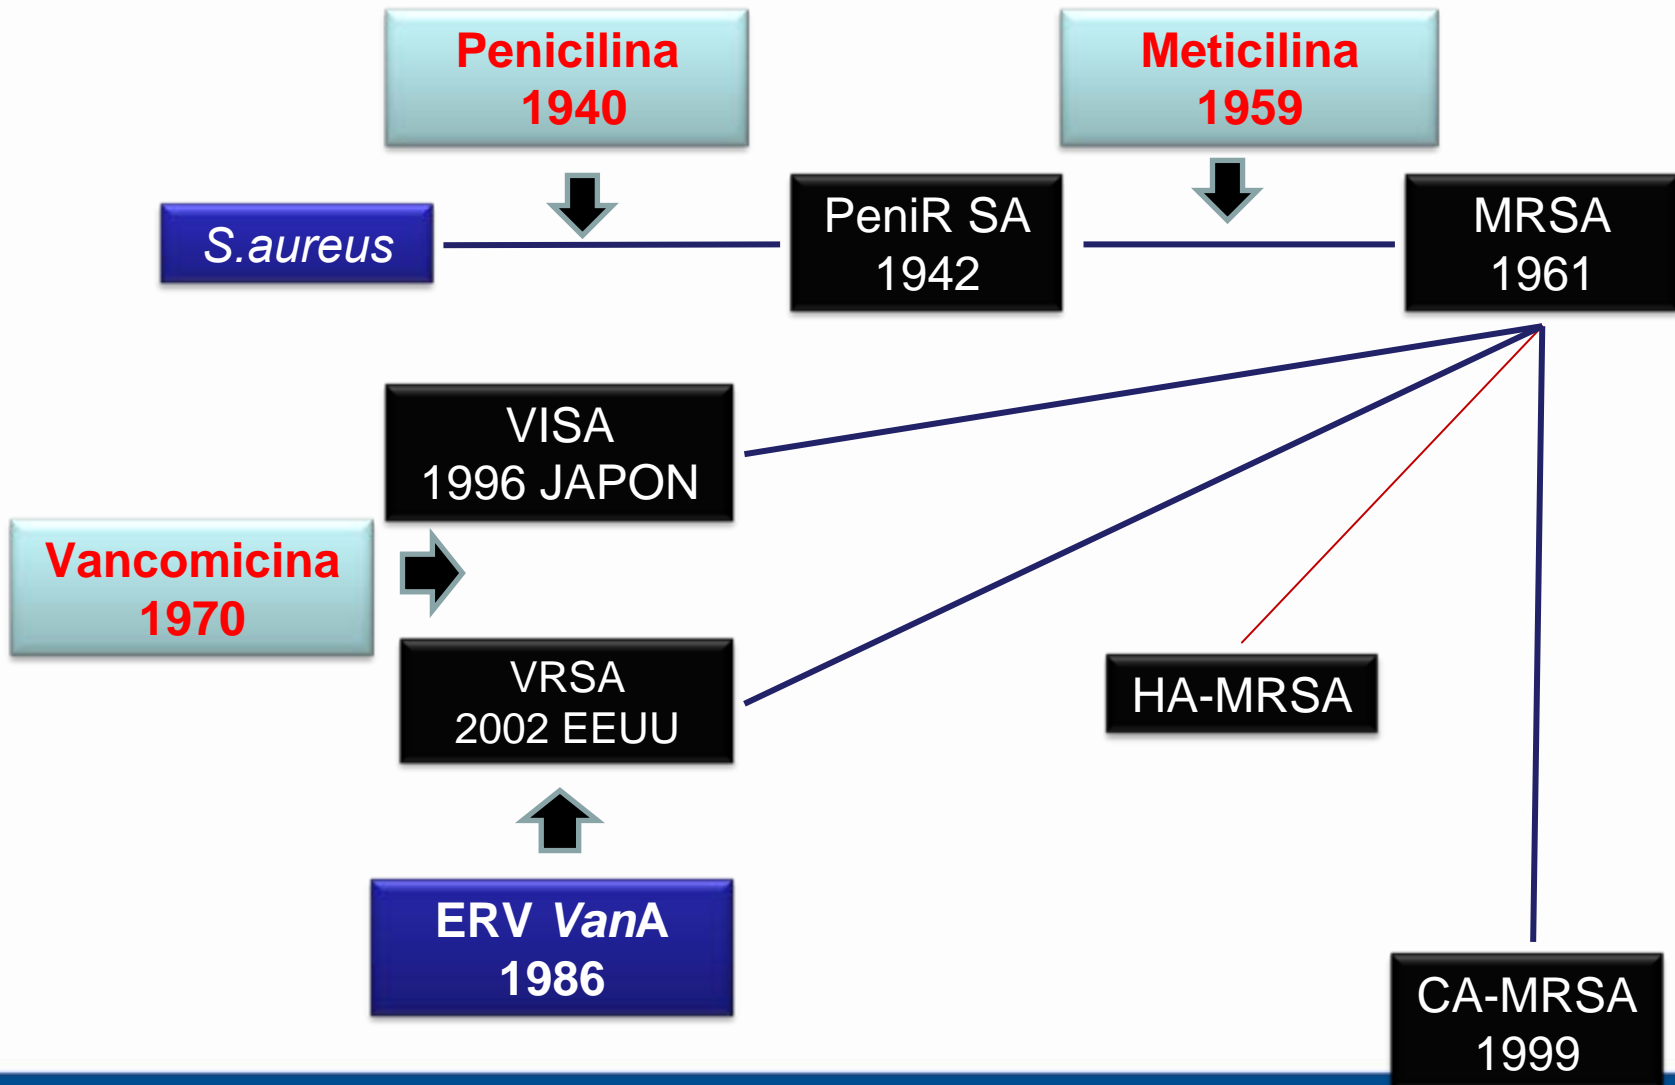 Penicilina
1940
Meticilina
1959
S.aureus
PeniR SA
1942
MRSA
1961
VISA
1996 JAPON
Vancomicina
1970
VRSA
2002 EEUU
HA-MRSA
ERV VanA
1986
CA-MRSA
1999